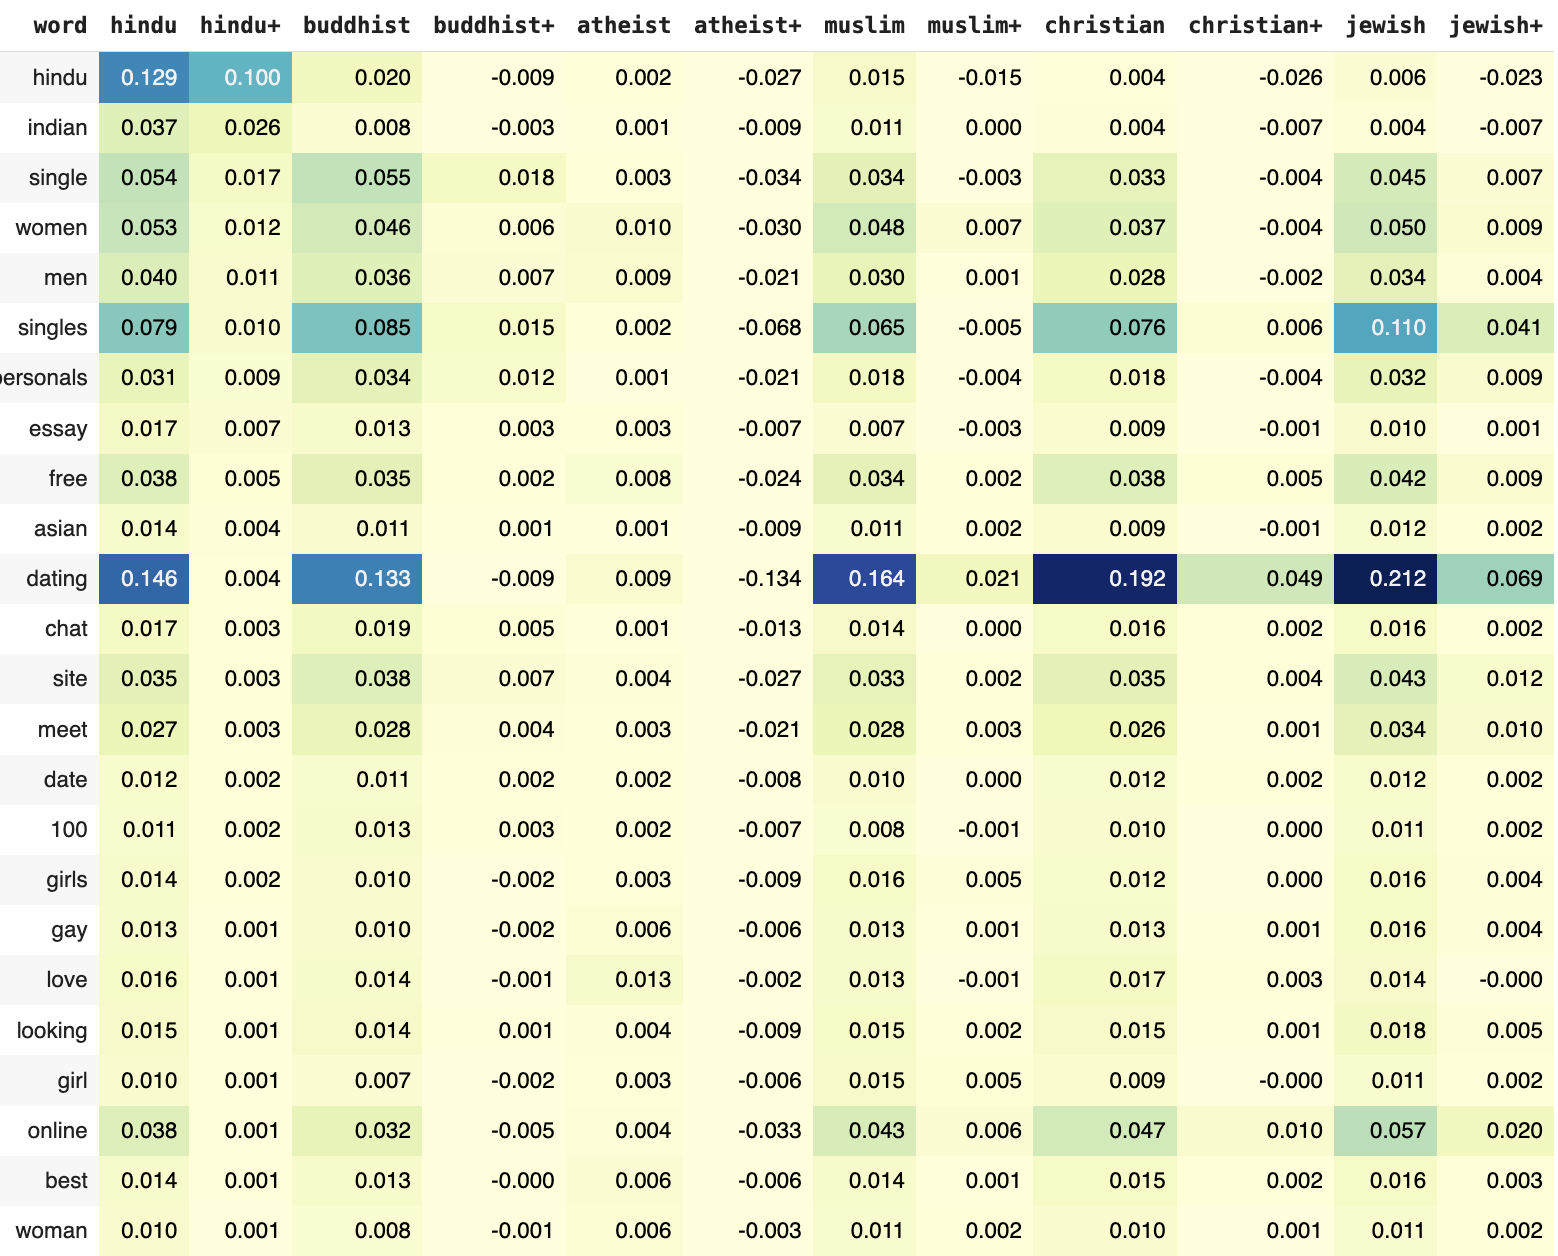 word hindu hindu+ buddhist buddhist+ atheist atheist+ muslim muslim+ christian christian+ jewish jewish+
hindu 0.129 0.100 0.020 -0.009 0.002 -0.027 0.015 -0.015 0.004 -0.026 0.006 -0.023
indian 0.037 0.026 0.008 -0.003 0.001 -0.009 0.011 0.000 0.004 -0.007 0.004 -0.007
single 0.054 0.017 0.055 0.018 0.003 -0.034 0.034 -0.003 0.033 -0.004 0.045 0.007
women 0.053 0.012 0.046 0.006 0.010 -0.030 0.048 0.007 0.037 -0.004 0.050 0.009
men 0.040 0.011 0.036 0.007 0.009 -0.021 0.030 0.001 0.028 -0.002 0.034 0.004
singles 0.079 0.010 0.085 0.015 0.002 -0.068 0.065 -0.005 0.076 0.006 0.110 0.041
ersonals 0.031 0.009 0.034 0.012 0.001 -0.021 0.018 -0.004 0.018 -0.004 0.032 0.009
essay 0.017 0.007 0.013 0.003 0.003 -0.007 0.007 -0.003 0.009 -0.001 0.010 0.001
free 0.038 0.005 0.035 0.002 0.008 -0.024 0.034 0.002 0.038 0.005 0.042 0.009
asian 0.014 0.004 0.011 0.001 0.001 -0.009 0.011 0.002 0.009 -0.001 0.012 0.002
dating 0.146 0.004 0.133 -0.009 0.009 -0.134 0.164 0.021 0.192 0.049 0.212 0.069
chat 0.017 0.003 0.019 0.005 0.001 -0.013 0.014 0.000 0.016 0.002 0.016 0.002
site 0.035 0.003 0.038 0.007 0.004 -0.027 0.033 0.002 0.035 0.004 0.043 0.012
meet 0.027 0.003 0.028 0.004 0.003 -0.021 0.028 0.003 0.026 0.001 0.034 0.010
date 0.012 0.002 0.011 0.002 0.002 -0.008 0.010 0.000 0.012 0.002 0.012 0.002
100 0.011 0.002 0.013 0.003 0.002 -0.007 0.008 -0.001 0.010 0.000 0.011 0.002
girls 0.014 0.002 0.010 -0.002 0.003 -0.009 0.016 0.005 0.012 0.000 0.016 0.004
gay 0.013 0.001 0.010 -0.002 0.006 -0.006 0.013 0.001 0.013 0.001 0.016 0.004
love 0.016 0.001 0.014 -0.001 0.013 -0.002 0.013 -0.001 0.017 0.003 0.014 -0.000
looking 0.015 0.001 0.014 0.001 0.004 -0.009 0.015 0.002 0.015 0.001 0.018 0.005
girl 0.010 0.001 0.007 -0.002 0.003 -0.006 0.015 0.005 0.009 -0.000 0.011 0.002
online 0.038 0.001 0.032 -0.005 0.004 -0.033 0.043 0.006 0.047 0.010 0.057 0.020
best 0.014 0.001 0.013 -0.000 0.006 -0.006 0.014 0.001 0.015 0.002 0.016 0.003
woman 0.010 0.001 0.008 -0.001 0.006 -0.003 0.011 0.002 0.010 0.001 0.011 0.002